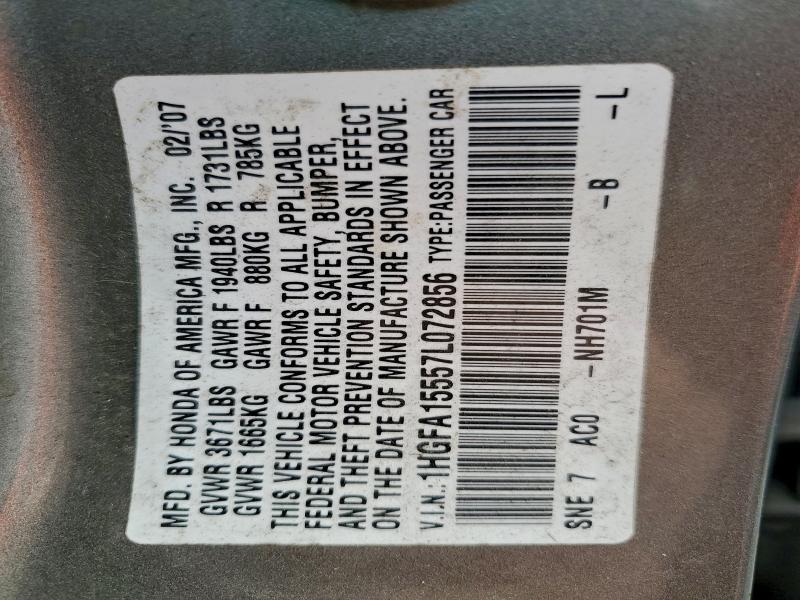 MFD. BY HONDA OF AMERICA MFG., INC. 02/'07
GVWR 3671LBS GAWR F 1940LBS R 1731LBS
GVWR 1665KG GAWR F 880KG R 785KG
THIS VEHICLE CONFORMS TO ALL APPLICABLE
FEDERAL MOTOR VEHICLE SAFETY, BUMPER,
AND THEFT PREVENTION STANDARDS IN EFFECT
ON THE DATE OF MANUFACTURE SHOWN ABOVE.
V.I.N.: 1HGFA15557L072856 TYPE:PASSENGER CAR
SNE 7 AC0 -NH701M -B -L